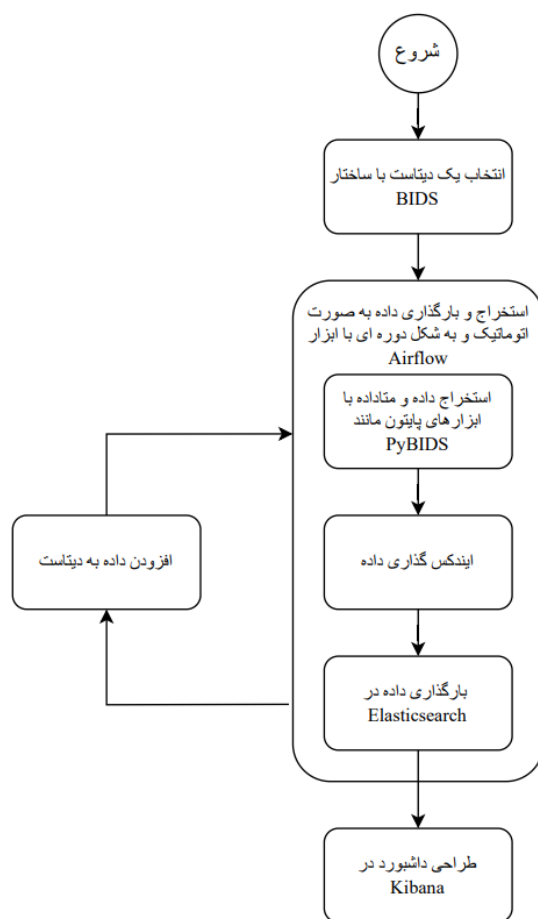 شروع
انتخاب یک دیتاست با ساختار
BIDS
استخراج و بارگذاری داده به صورت
اتوماتیک و به شکل دوره ای با ابزار
Airflow
استخراج داده و متاداده با
ابزارهای پایتون مانند
PyBIDS
ایندکس گذاری داده
افزودن داده به دیتاست
بارگذاری داده در
Elasticsearch
طراحی داشبورد در
Kibana